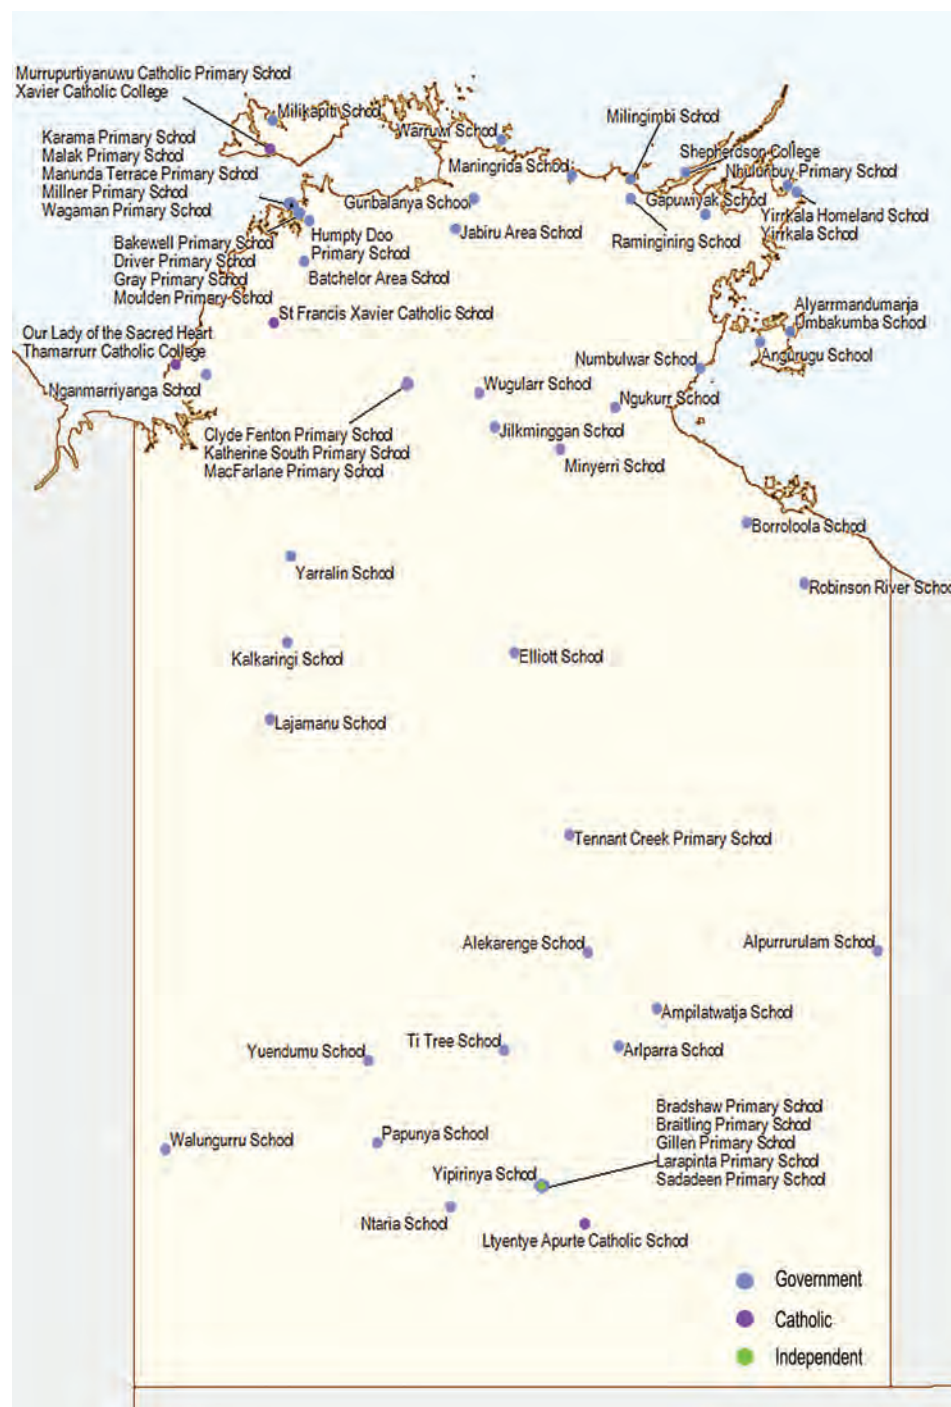 Murrupurtiyanuwu Catholic Primary School
Xavier Catholic College
Milikapiti School
Karama Primary School
Malak Primary School
Manunda Terrace Primary School
Millner Primary School
Wagaman Primary School
Warruwi School
Milingimbi School
Maningrida School
Shepherdson College
Nhulunbuy Primary School
Gunbalanya School
Gapuwiyak School
Yirrkala Homeland School
Yirrkala School
Ramingining School
Jabiru Area School
Humpty Doo
Primary School
Bakewell Primary School
Driver Primary School
Gray Primary School
Moulden Primary School
Batchelor Area School
St Francis Xavier Catholic School
Alyarrmandumanja
Umbakumba School
Angurugu School
Our Lady of the Sacred Heart
Thamarrurr Catholic College
Nganmarriyanga School
Numbulwar School
Wugularr School
Ngukurr School
Clyde Fenton Primary School
Katherine South Primary School
MacFarlane Primary School
Jilkminggan School
Minyerri School
Borroloola School
Yarralin School
Robinson River School
Kalkaringi School
Elliott School
Lajamanu School
Tennant Creek Primary School
Alekarenge School
Alpurrurulam School
Ampilatwatja School
Yuendumu School
Ti Tree School
Arlparra School
Walungurru School
Papunya School
Bradshaw Primary School
Braitling Primary School
Gillen Primary School
Larapinta Primary School
Sadadeen Primary School
Yipirinya School
Ntaria School
Ltyentye Apurte Catholic School
Government
Catholic
Independent